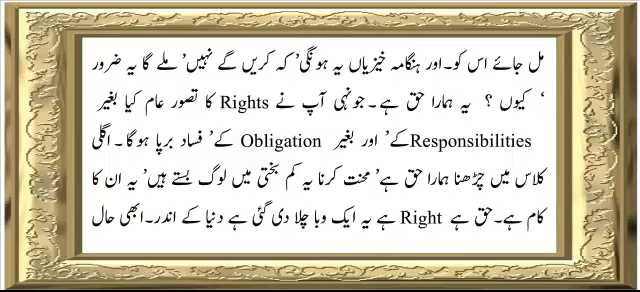 مل جائے اس کو۔اور ہنگامہ خیزیاں یہ ہونگی’ کہ کریں گے نہیں’ ملے گا یہ ضرور
‘ کیوں ؟ یہ ہمارا حق ہے۔جونہی آپ نے Rights کا تصور عام کیا بغیر
Responsibilitiesکے’ اور بغیر Obligation کے’ فساد برپا ہوگا۔اگلی
کلاس میں چڑھنا ہمارا حق ہے’ محنت کرنا یہ کم بختی میں لوگ بستے ہیں’ یہ ان کا
کام ہے۔حق ہے Right ہے یہ ایک وبا چلا دی گئی ہے دنیا کے اندر۔ابھی حال